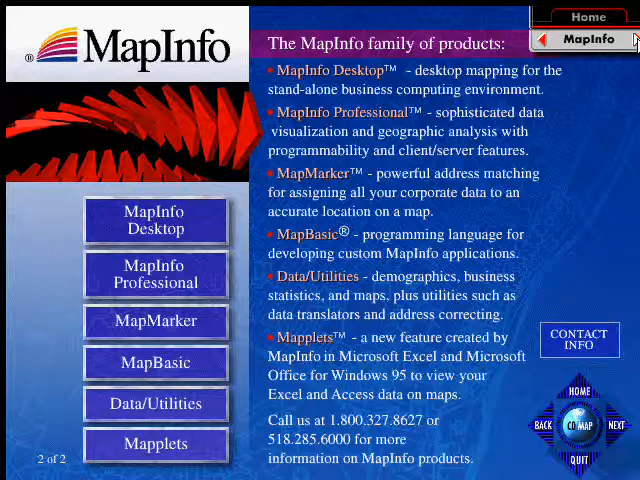 Home
MapInfo
® MapInfo
The MapInfo family of products:
• MapInfo Desktop™ - desktop mapping for the
stand-alone business computing environment.
• MapInfo Professional™ - sophisticated data
visualization and geographic analysis with
programmability and client/server features.
• MapMarker™ - powerful address matching
for assigning all your corporate data to an
accurate location on a map.
• MapBasic® - programming language for
developing custom MapInfo applications.
• Data/Utilities - demographics, business
statistics, and maps, plus utilities such as
data translators and address correcting.
• Mapplets™ - a new feature created by
MapInfo in Microsoft Excel and Microsoft
Office for Windows 95 to view your
Excel and Access data on maps.
Call us at 1.800.327.8627 or
518.285.6000 for more
information on MapInfo products.
MapInfo
Desktop
MapInfo
Professional
MapMarker
MapBasic
Data/Utilities
Mapplets
2 of 2
CONTACT
INFO
HOME
BACK
CD MAP
NEXT
QUIT